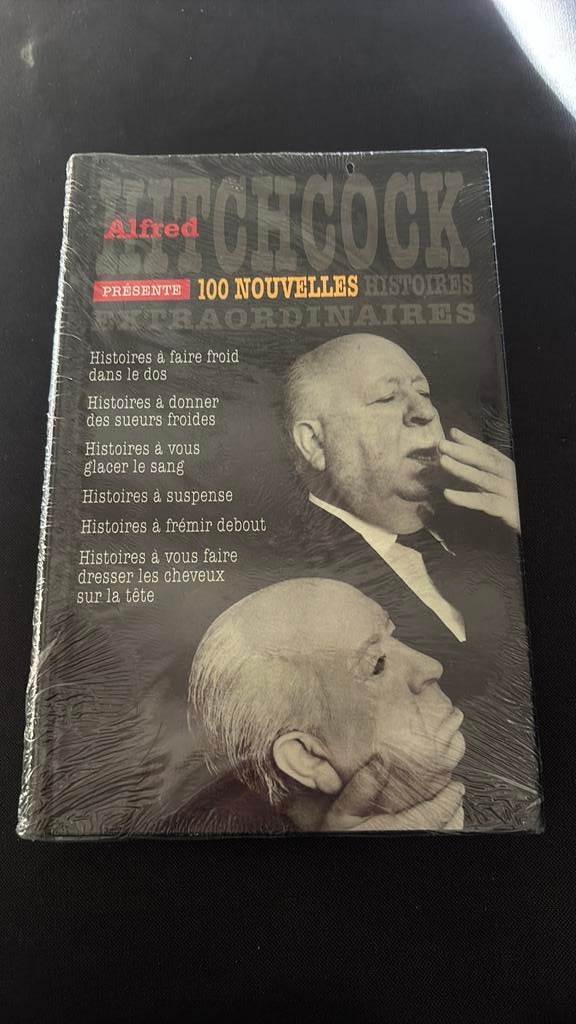 Alfred
HITCHCOCK
PRÉSENTE 100 NOUVELLES HISTOIRES
EXTRAORDINAIRES
Histoires à faire froid
dans le dos
Histoires à donner
des sueurs froides
Histoires à vous
glacer le sang
Histoires à suspense
Histoires à frémir debout
Histoires à vous faire
dresser les cheveux
sur la tête